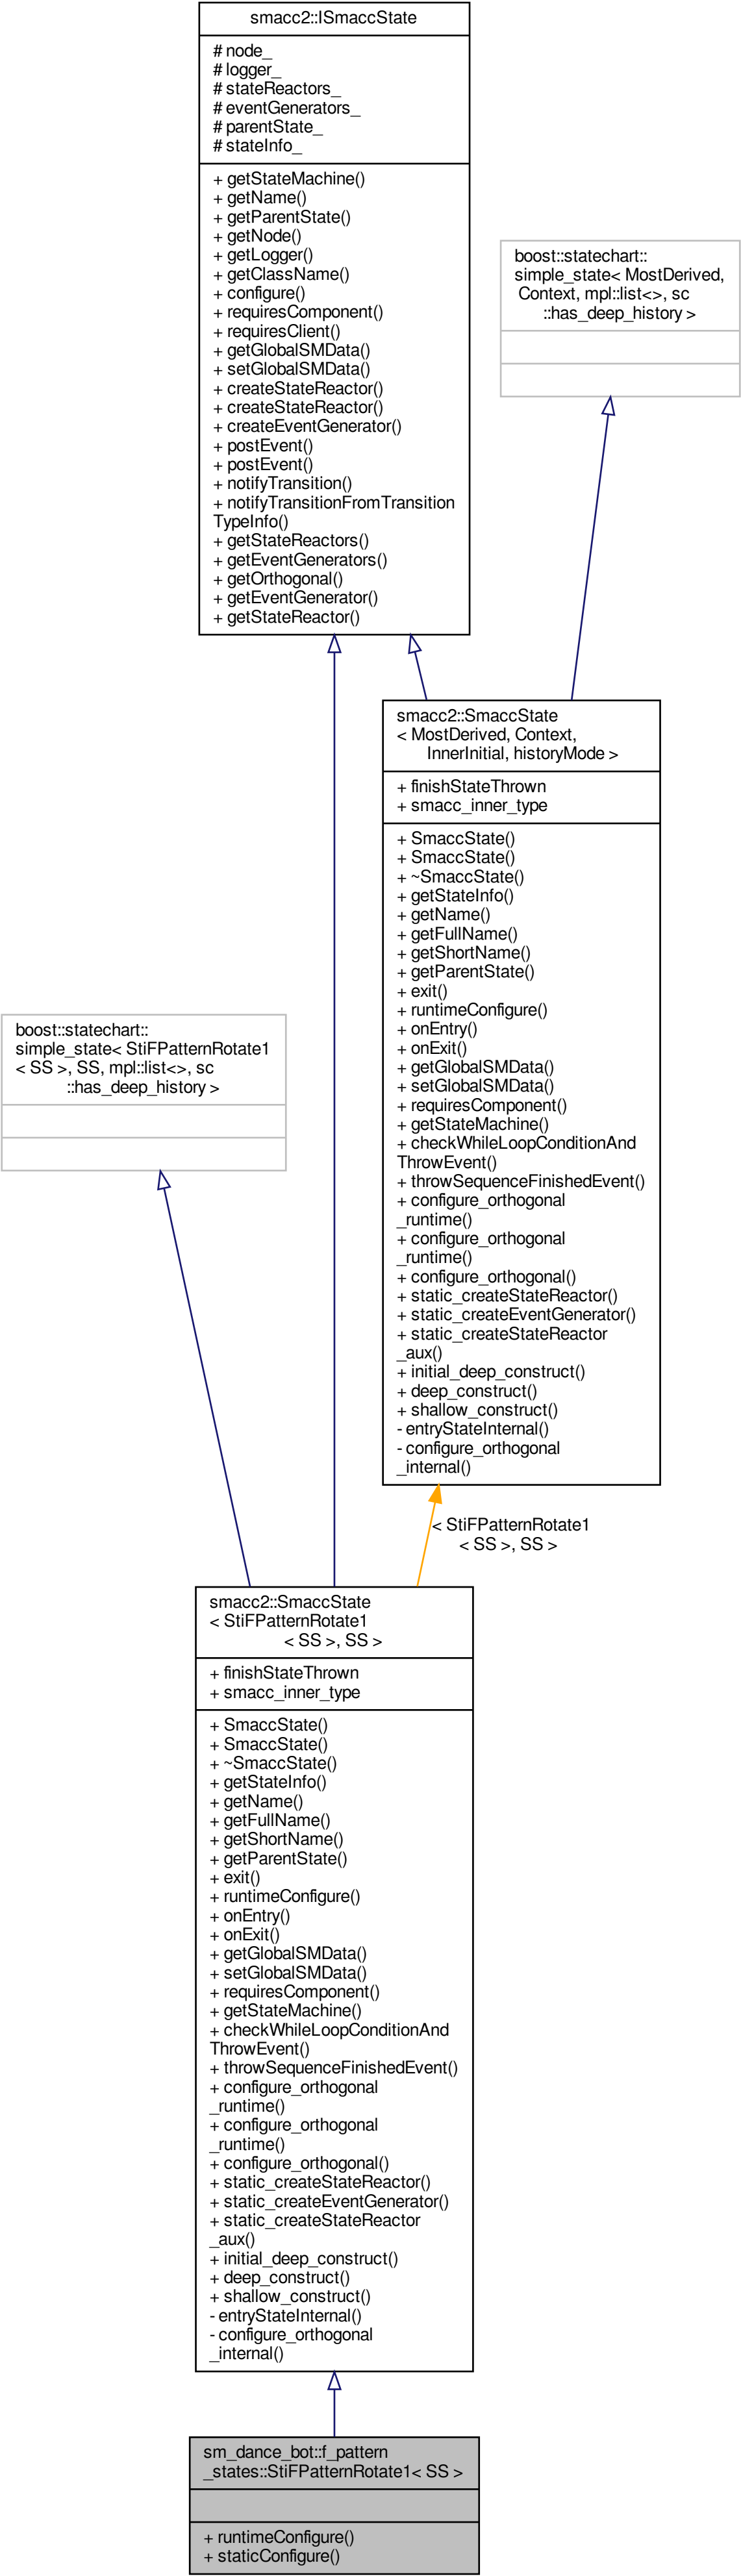 smacc2::ISmaccState
# node_
# logger_
# stateReactors_
# eventGenerators_
# parentState_
# stateInfo_
+ getStateMachine()
+ getName()
+ getParentState()
+ getNode()
+ getLogger()
+ getClassName()
+ configure()
+ requiresComponent()
+ requiresClient()
+ getGlobalSMData()
+ setGlobalSMData()
+ createStateReactor()
+ createStateReactor()
+ createEventGenerator()
+ postEvent()
+ postEvent()
+ notifyTransition()
+ notifyTransitionFromTransition
TypeInfo()
+ getStateReactors()
+ getEventGenerators()
+ getOrthogonal()
+ getEventGenerator()
+ getStateReactor()
boost::statechart::
simple_state< MostDerived,
Context, mpl::list<>, sc
::has_deep_history >
smacc2::SmaccState
< MostDerived, Context,
InnerInitial, historyMode >
+ finishStateThrown
+ smacc_inner_type
+ SmaccState()
+ SmaccState()
+ ~SmaccState()
+ getStateInfo()
+ getName()
+ getFullName()
+ getShortName()
+ getParentState()
+ exit()
+ runtimeConfigure()
+ onEntry()
+ onExit()
+ getGlobalSMData()
+ setGlobalSMData()
+ requiresComponent()
+ getStateMachine()
+ checkWhileLoopConditionAnd
ThrowEvent()
+ throwSequenceFinishedEvent()
+ configure_orthogonal
_runtime()
+ configure_orthogonal
_runtime()
+ configure_orthogonal()
+ static_createStateReactor()
+ static_createEventGenerator()
+ static_createStateReactor
_aux()
+ initial_deep_construct()
+ deep_construct()
+ shallow_construct()
- entryStateInternal()
- configure_orthogonal
_internal()
boost::statechart::
simple_state< StiFPatternRotate1
< SS >, SS, mpl::list<>, sc
::has_deep_history >
< StiFPatternRotate1
< SS >, SS >
smacc2::SmaccState
< StiFPatternRotate1
< SS >, SS >
+ finishStateThrown
+ smacc_inner_type
+ SmaccState()
+ SmaccState()
+ ~SmaccState()
+ getStateInfo()
+ getName()
+ getFullName()
+ getShortName()
+ getParentState()
+ exit()
+ runtimeConfigure()
+ onEntry()
+ onExit()
+ getGlobalSMData()
+ setGlobalSMData()
+ requiresComponent()
+ getStateMachine()
+ checkWhileLoopConditionAnd
ThrowEvent()
+ throwSequenceFinishedEvent()
+ configure_orthogonal
_runtime()
+ configure_orthogonal
_runtime()
+ configure_orthogonal()
+ static_createStateReactor()
+ static_createEventGenerator()
+ static_createStateReactor
_aux()
+ initial_deep_construct()
+ deep_construct()
+ shallow_construct()
- entryStateInternal()
- configure_orthogonal
_internal()
sm_dance_bot::f_pattern
_states::StiFPatternRotate1< SS >
+ runtimeConfigure()
+ staticConfigure()